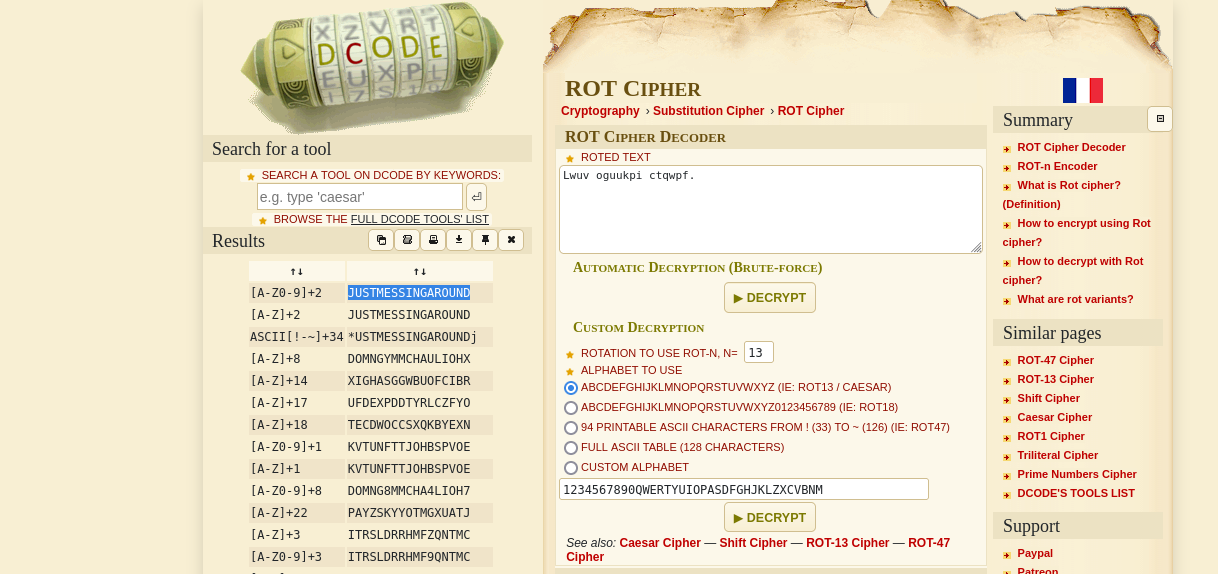 DCODE
Search for a tool
SEARCH A TOOL ON DCODE BY KEYWORDS:
e.g. type 'caesar'
BROWSE THE FULL DCODE TOOLS' LIST
Results
↑↓ ↑↓
[A-Z0-9]+2 JUSTMESSINGAROUND
[A-Z]+2 JUSTMESSINGAROUND
ASCII[!-~]+34 *USTMESSINGAROUNDj
[A-Z]+8 DOMNGYMMCHAULIOHX
[A-Z]+14 XIGHASGGWBUOFCIBR
[A-Z]+17 UFDEXPDDTYRLCZFYO
[A-Z]+18 TECDWOCCSXQKBYEXN
[A-Z0-9]+1 KVTUNFTTJOHBSPVOE
[A-Z]+1 KVTUNFTTJOHBSPVOE
[A-Z0-9]+8 DOMNG8MMCHA4LIOH7
[A-Z]+22 PAYZSKYYOTMGXUATJ
[A-Z]+3 ITRSLDRRHMFZQNTMC
[A-Z0-9]+3 ITRSLDRRHMF9QNTMC
ROT Cipher
Cryptography › Substitution Cipher › ROT Cipher
ROT Cipher Decoder
ROTED TEXT
Lwuv oguukpi ctqwpf.
Automatic Decryption (Brute-force)
▶ DECRYPT
Custom Decryption
ROTATION TO USE ROT-N, N= 13
ALPHABET TO USE
ABCDEFGHIJKLMNOPQRSTUVWXYZ (IE: ROT13 / CAESAR)
ABCDEFGHIJKLMNOPQRSTUVWXYZ0123456789 (IE: ROT18)
94 PRINTABLE ASCII CHARACTERS FROM ! (33) TO ~ (126) (IE: ROT47)
FULL ASCII TABLE (128 CHARACTERS)
CUSTOM ALPHABET
1234567890QWERTYUIOPASDFGHJKLZXCVBNM
▶ DECRYPT
See also: Caesar Cipher — Shift Cipher — ROT-13 Cipher — ROT-47
Cipher
Summary
ROT Cipher Decoder
ROT-n Encoder
What is Rot cipher?
(Definition)
How to encrypt using Rot
cipher?
How to decrypt with Rot
cipher?
What are rot variants?
Similar pages
ROT-47 Cipher
ROT-13 Cipher
Shift Cipher
Caesar Cipher
ROT1 Cipher
Triliteral Cipher
Prime Numbers Cipher
DCODE'S TOOLS LIST
Support
Paypal
Patreon